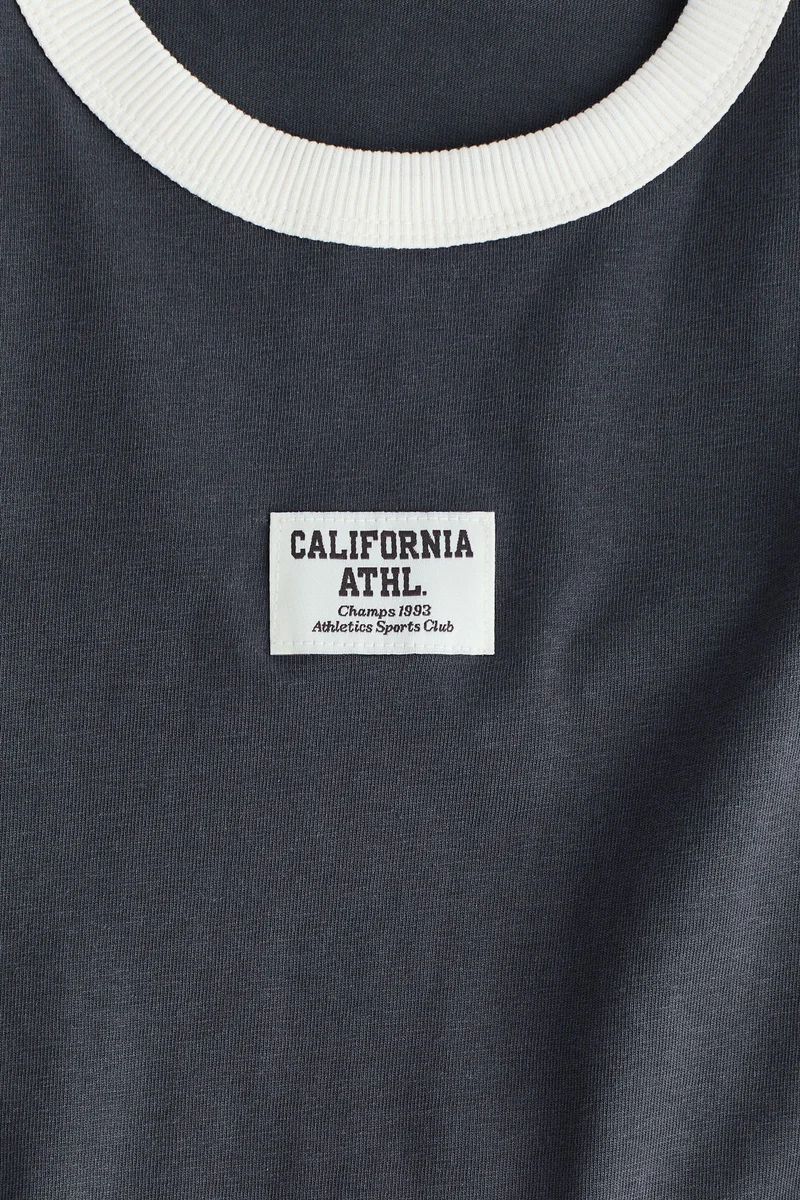 CALIFORNIA
ATHL.
Champs 1993
Athletics Sports Club